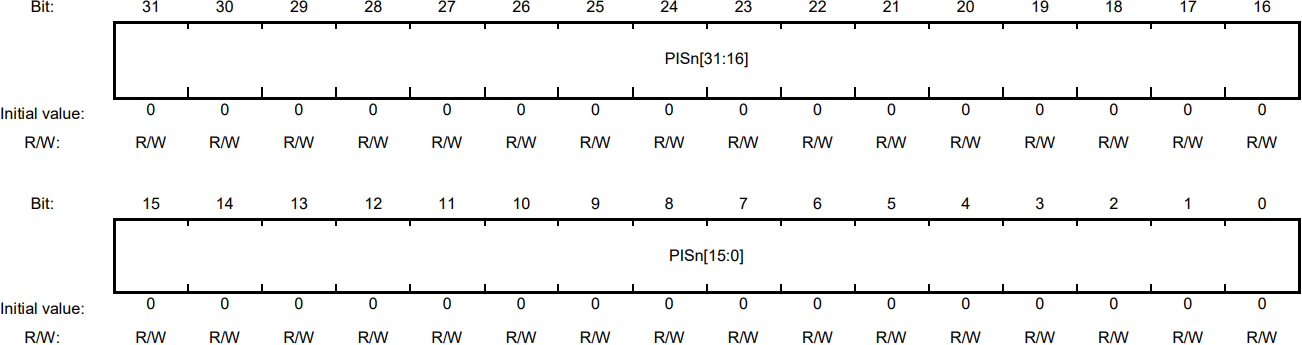 Bit: 31 30 29 28 27 26 25 24 23 22 21 20 19 18 17 16
PISn[31:16]
Initial value: 0 0 0 0 0 0 0 0 0 0 0 0 0 0 0 0
R/W: R/W R/W R/W R/W R/W R/W R/W R/W R/W R/W R/W R/W R/W R/W R/W R/W
Bit: 15 14 13 12 11 10 9 8 7 6 5 4 3 2 1 0
PISn[15:0]
Initial value: 0 0 0 0 0 0 0 0 0 0 0 0 0 0 0 0
R/W: R/W R/W R/W R/W R/W R/W R/W R/W R/W R/W R/W R/W R/W R/W R/W R/W